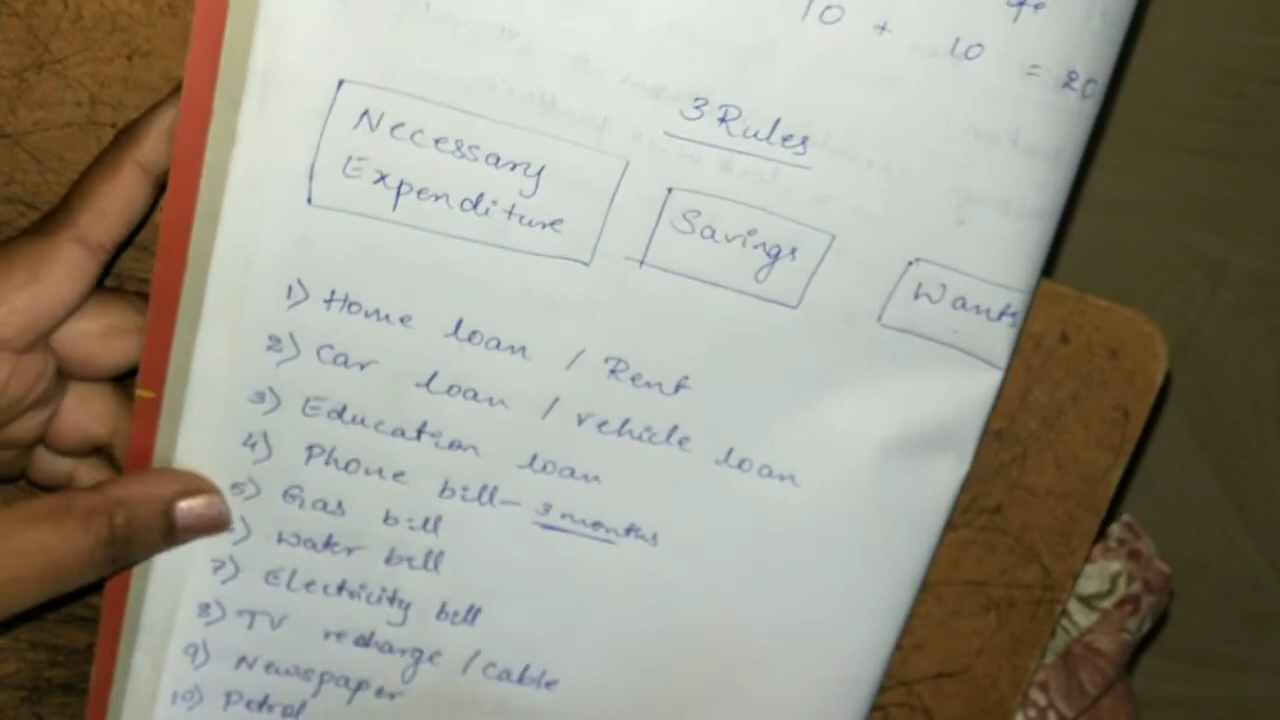 10 + 10 = 20
3 Rules
Necessary
Expenditure
Savings
Wants
1) Home loan / Rent
2) Car loan / vehicle loan
3) Education loan
4) Phone bill - 3 months
5) Gas bill
) Water bill
7) Electricity bill
8) TV recharge / cable
9) Newspaper
10) Petrol